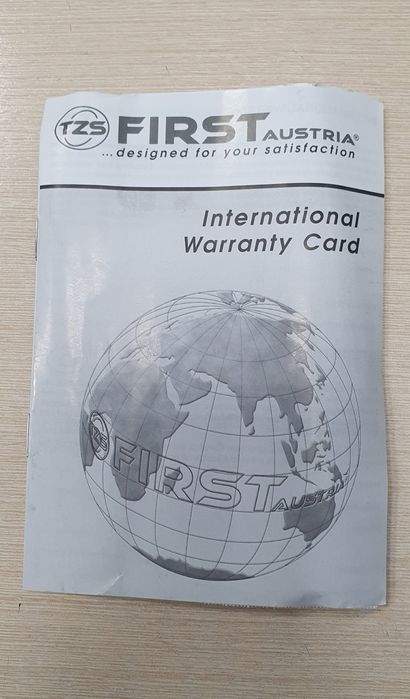 TZS FIRST AUSTRIA®
...designed for your satisfaction
International
Warranty Card
TZS FIRST AUSTRIA